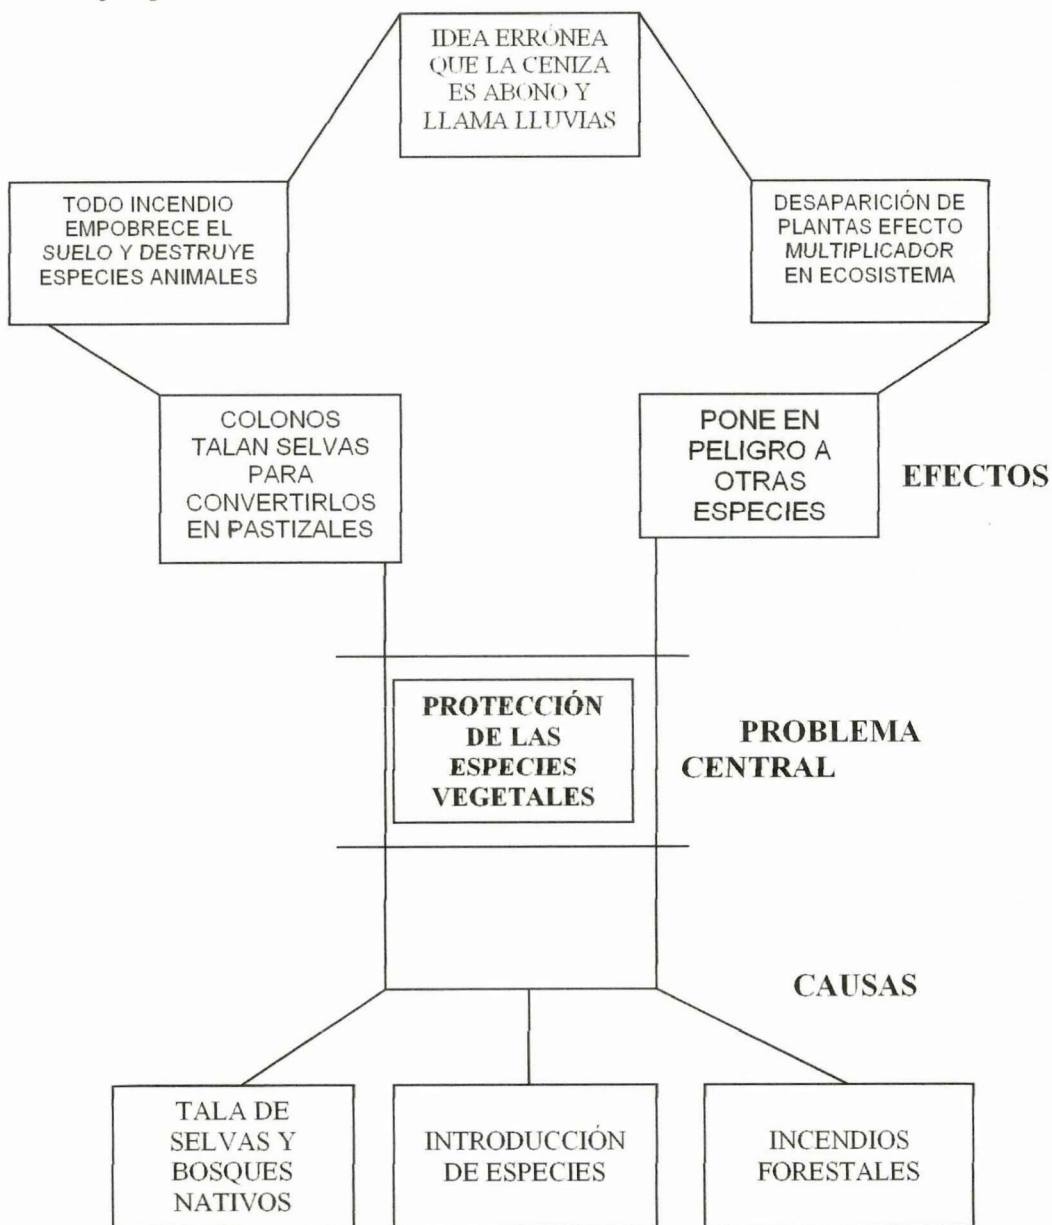 IDEA ERRÓNEA
QUE LA CENIZA
ES ABONO Y
LLAMA LLUVIAS
TODO INCENDIO
EMPOBRECE EL
SUELO Y DESTRUYE
ESPECIES ANIMALES
DESAPARICIÓN DE
PLANTAS EFECTO
MULTIPLICADOR
EN ECOSISTEMA
COLONOS
TALAN SELVAS
PARA
CONVERTIRLOS
EN PASTIZALES
PONE EN
PELIGRO A
OTRAS
ESPECIES
EFECTOS
PROTECCIÓN
DE LAS
ESPECIES
VEGETALES
PROBLEMA
CENTRAL
CAUSAS
TALA DE
SELVAS Y
BOSQUES
NATIVOS
INTRODUCCIÓN
DE ESPECIES
INCENDIOS
FORESTALES